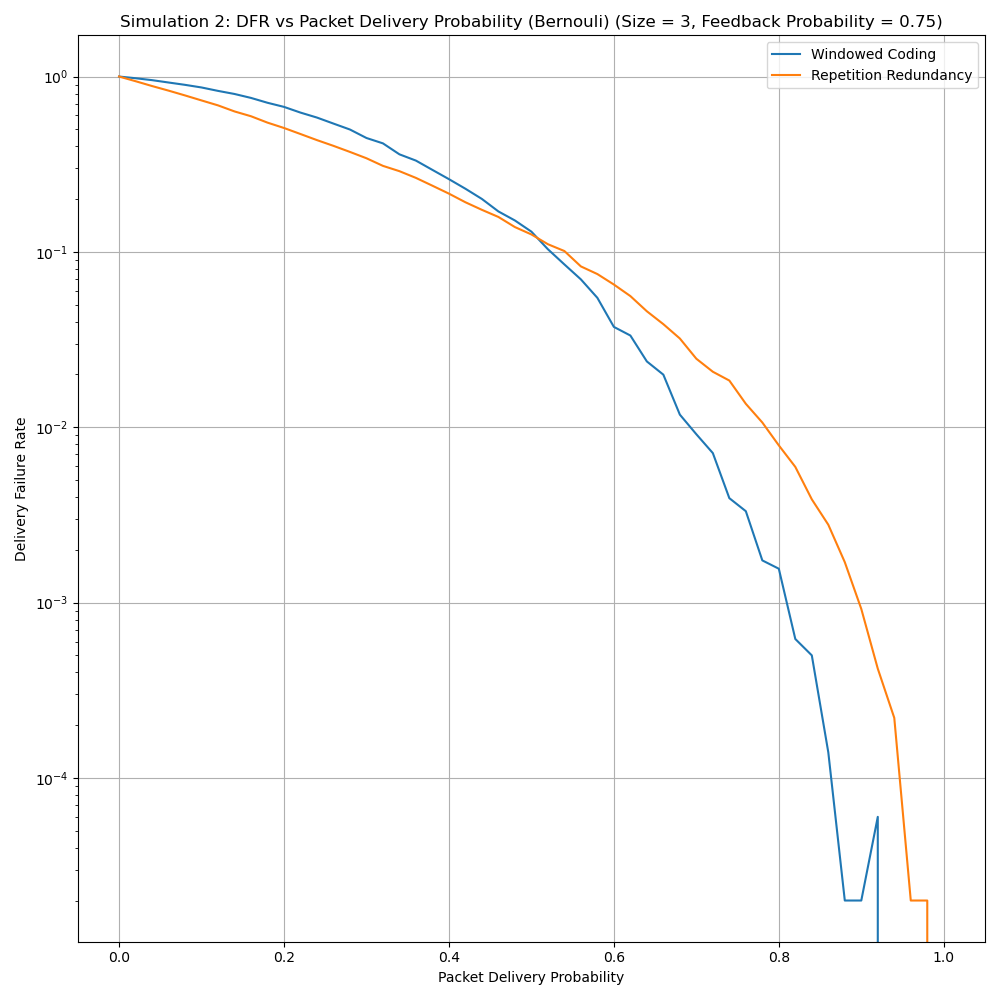 Simulation 2: DFR vs Packet Delivery Probability (Bernouli) (Size = 3, Feedback Probability = 0.75)
Windowed Coding
Repetition Redundancy
Delivery Failure Rate
10⁰
10⁻¹
10⁻²
10⁻³
10⁻⁴
0.0 0.2 0.4 0.6 0.8 1.0
Packet Delivery Probability